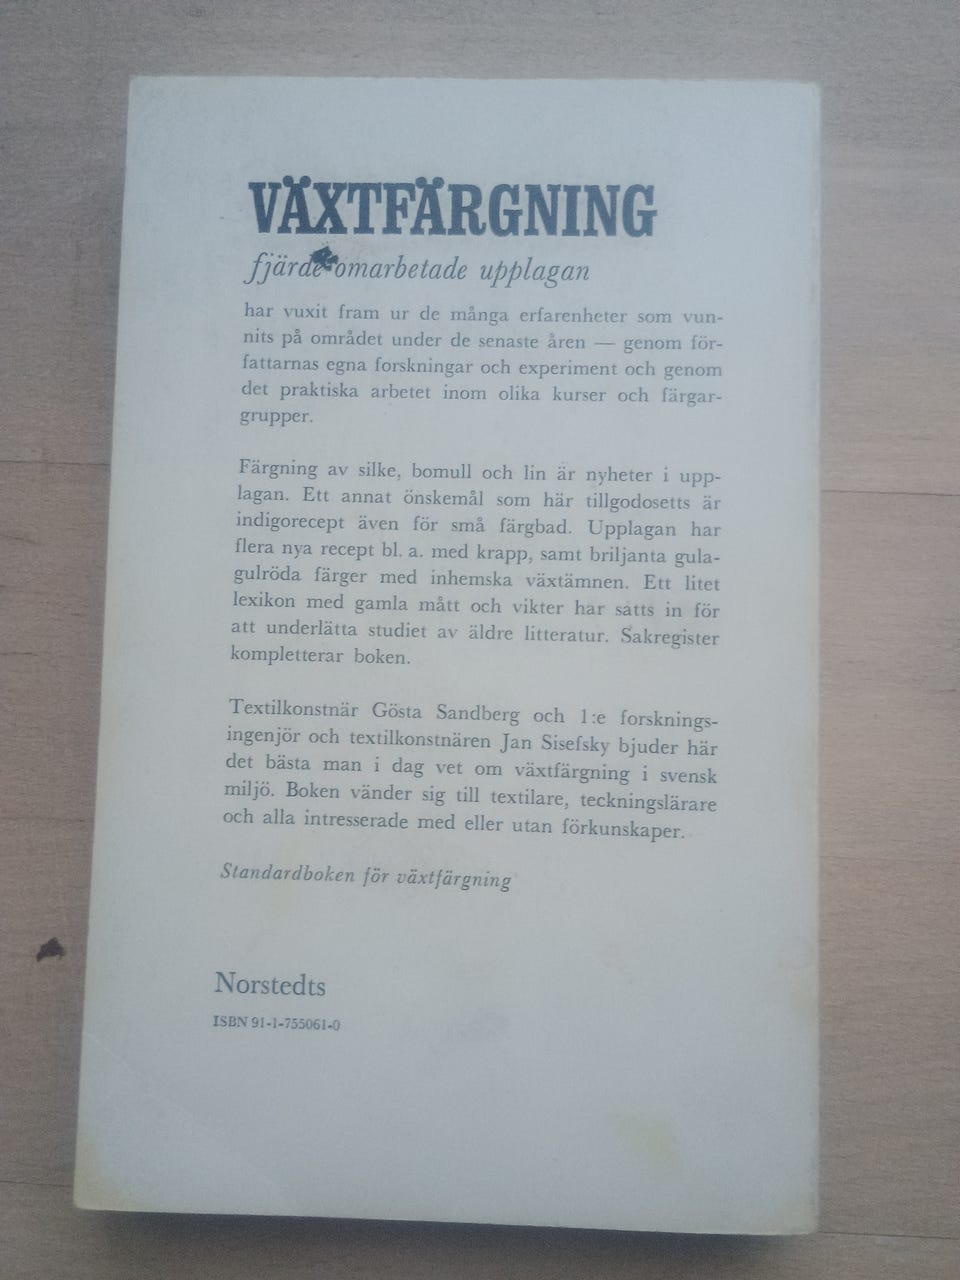 VÄXTFÄRGNING
fjärde omarbetade upplagan
har vuxit fram ur de många erfarenheter som vun-
nits på området under de senaste åren — genom för-
fattarnas egna forskningar och experiment och genom
det praktiska arbetet inom olika kurser och färgar-
grupper.
Färgning av silke, bomull och lin är nyheter i upp-
lagan. Ett annat önskemål som här tillgodosetts är
indigorecept även för små färgbad. Upplagan har
flera nya recept bl. a. med krapp, samt briljanta gula-
gulröda färger med inhemska växtämnen. Ett litet
lexikon med gamla mått och vikter har satts in för
att underlätta studiet av äldre litteratur. Sakregister
kompletterar boken.
Textilkonstnär Gösta Sandberg och 1:e forsknings-
ingenjör och textilkonstnären Jan Sisefsky bjuder här
det bästa man i dag vet om växtfärgning i svensk
miljö. Boken vänder sig till textilare, teckningslärare
och alla intresserade med eller utan förkunskaper.
Standardboken för växtfärgning
Norstedts
ISBN 91-1-755061-0